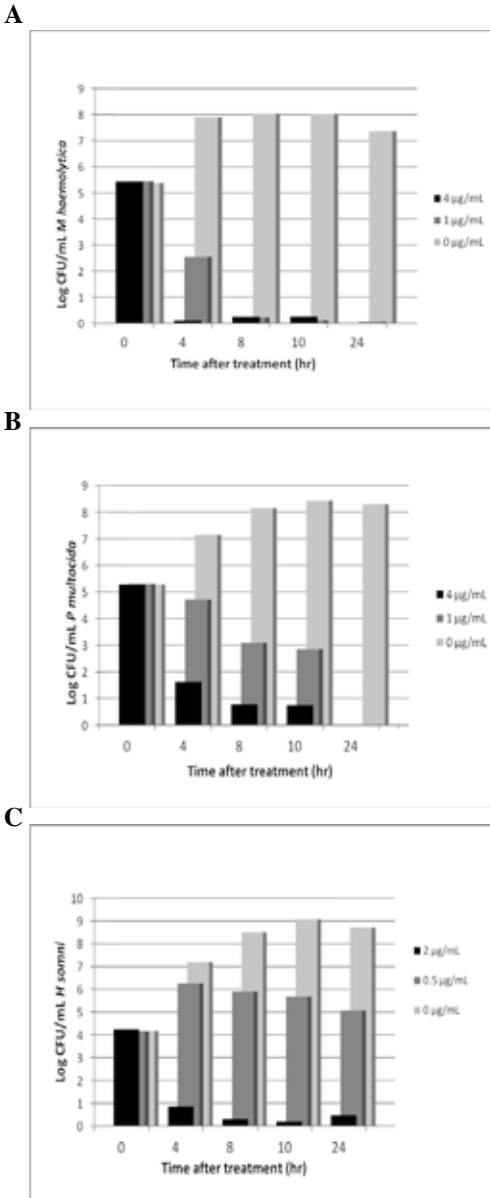 A
Log CFU/mL M haemolytica
9
8
7
6
5
4
3
2
1
0
0 4 8 10 24
Time after treatment (hr)
4 µg/mL
1 µg/mL
0 µg/mL
B
Log CFU/mL P multocida
9
8
7
6
5
4
3
2
1
0
0 4 8 10 24
Time after treatment (hr)
4 µg/mL
1 µg/mL
0 µg/mL
C
Log CFU/mL H somni
10
9
8
7
6
5
4
3
2
1
0
0 4 8 10 24
Time after treatment (hr)
2 µg/mL
0.5 µg/mL
0 µg/mL